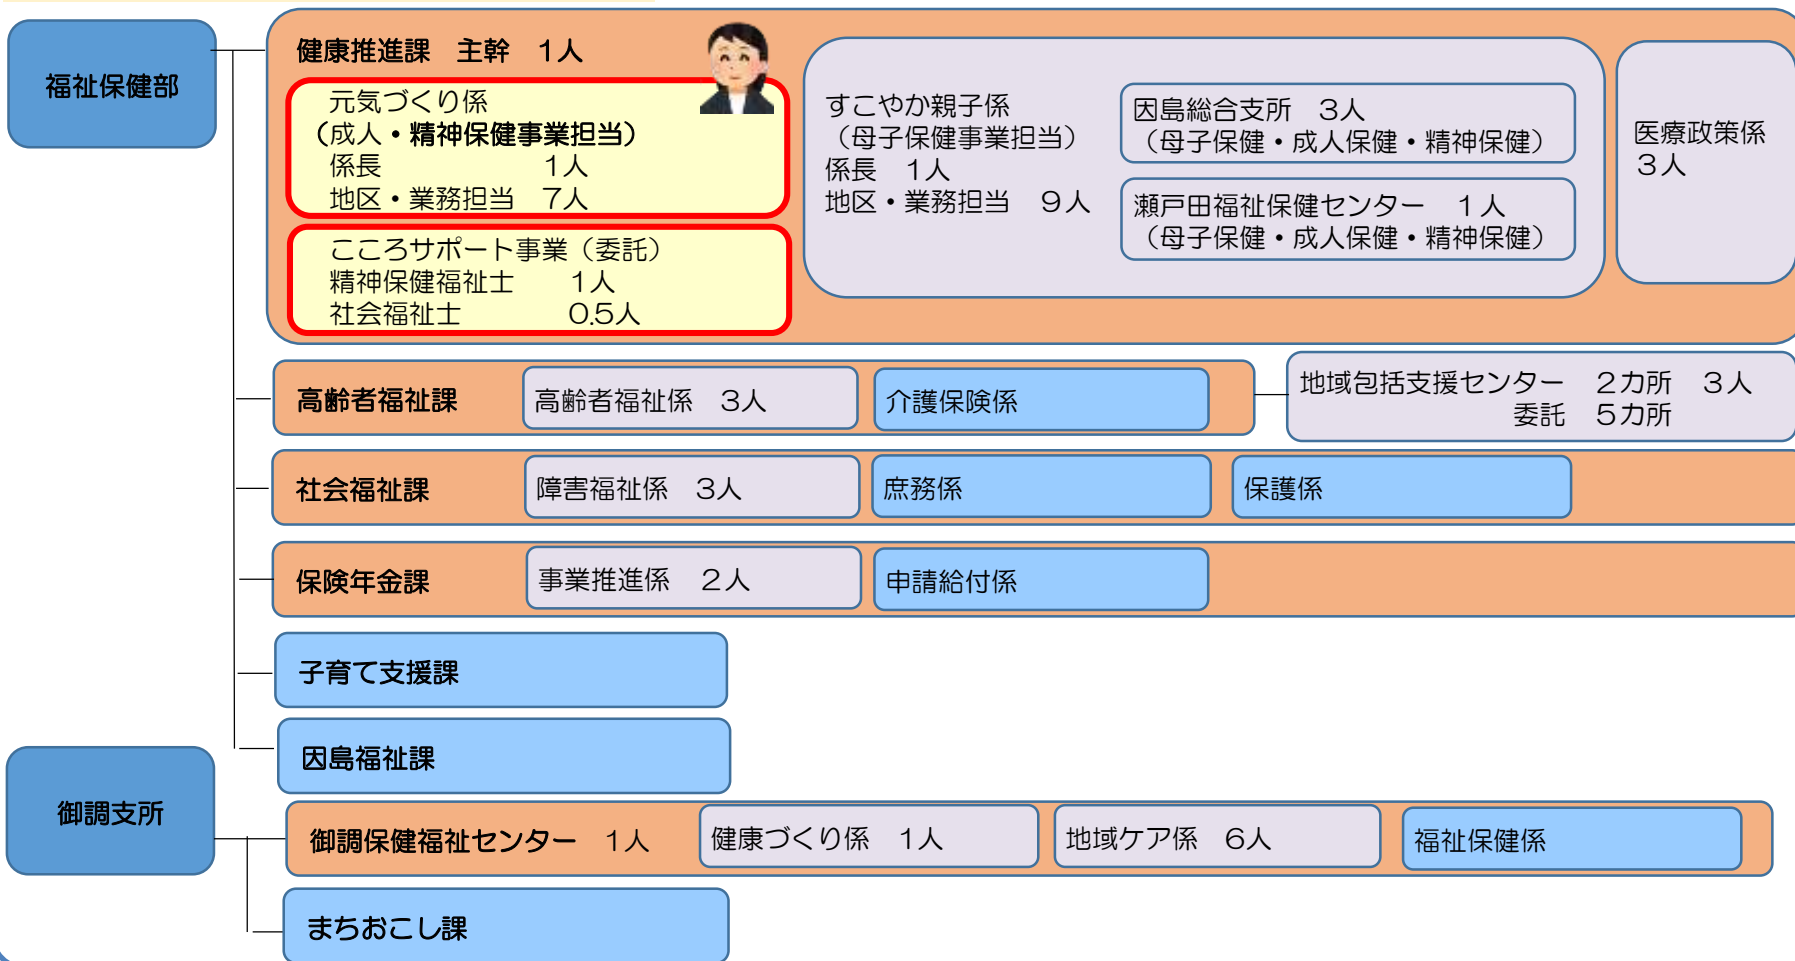 福祉保健部
健康推進課　主幹　1人
元気づくり係
（成人・精神保健事業担当）
係長　1人
地区・業務担当　7人
こころサポート事業（委託）
精神保健福祉士　1人
社会福祉士　0.5人
すこやか親子係
（母子保健事業担当）
係長　1人
地区・業務担当　9人
因島総合支所　3人
（母子保健・成人保健・精神保健）
瀬戸田福祉保健センター　1人
（母子保健・成人保健・精神保健）
医療政策係
3人
高齢者福祉課
高齢者福祉係　3人
介護保険係
地域包括支援センター　2カ所　3人
委託　5カ所
社会福祉課
障害福祉係　3人
庶務係
保護係
保険年金課
事業推進係　2人
申請給付係
子育て支援課
因島福祉課
御調支所
御調保健福祉センター　1人
健康づくり係　1人
地域ケア係　6人
福祉保健係
まちおこし課